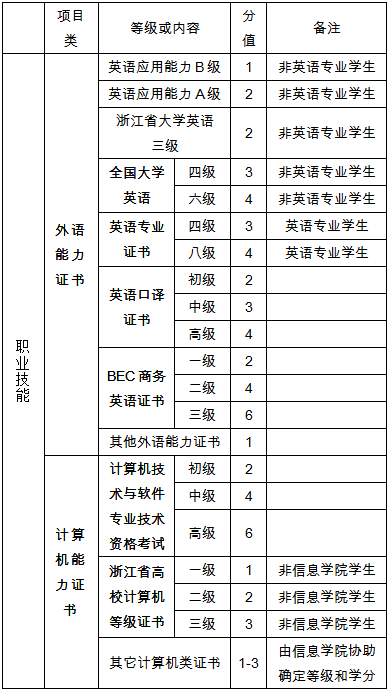 项目类 等级或内容 分值 备注
职业技能
外语能力证书
英语应用能力B级 1 非英语专业学生
英语应用能力A级 2 非英语专业学生
浙江省大学英语
三级 2 非英语专业学生
全国大学
英语
四级 3 非英语专业学生
六级 4 非英语专业学生
英语专业
证书
四级 3 英语专业学生
八级 4 英语专业学生
英语口译
证书
初级 2
中级 3
高级 4
BEC商务
英语证书
一级 2
二级 4
三级 6
其他外语能力证书 1
计算机能力证书
计算机技
术与软件
专业技术
资格考试
初级 2
中级 4
高级 6
浙江省高
校计算机
等级证书
一级 1 非信息学院学生
二级 2 非信息学院学生
三级 3 非信息学院学生
其它计算机类证书 1-3 由信息学院协助
确定等级和学分